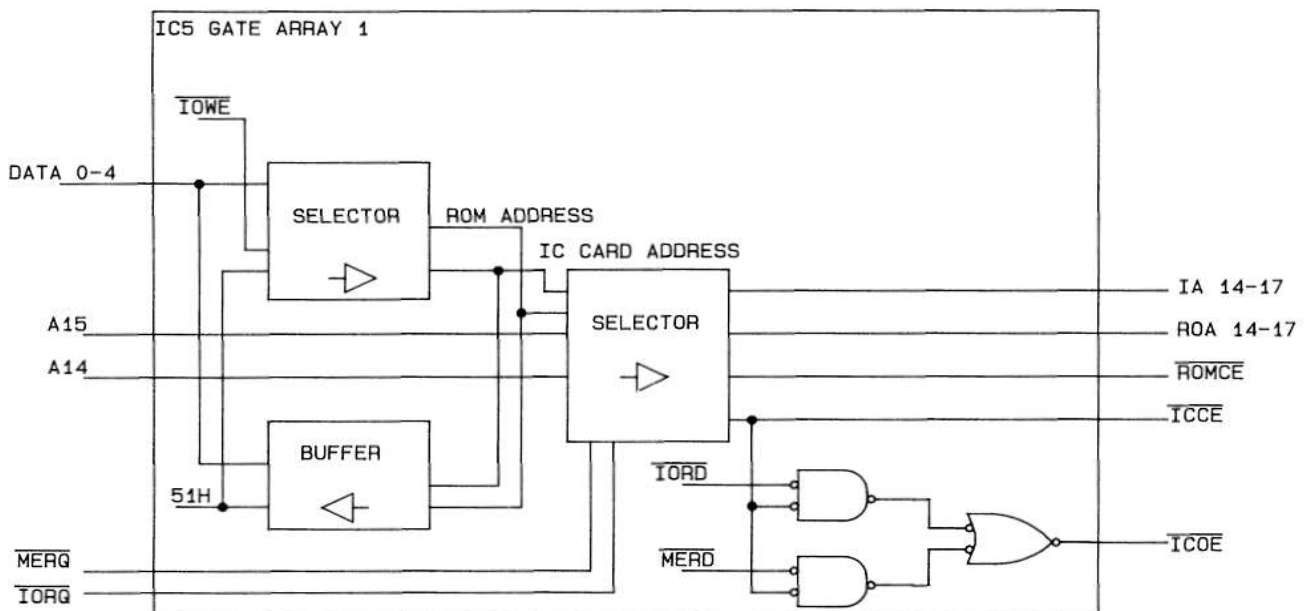 IC5 GATE ARRAY 1
IOWE
DATA 0-4
SELECTOR
ROM ADDRESS
IC CARD ADDRESS
IA 14-17
A15
SELECTOR
ROA 14-17
A14
ROMCE
ICCE
BUFFER
IORD
51H
MERQ
MERD
ICOE
IORQ